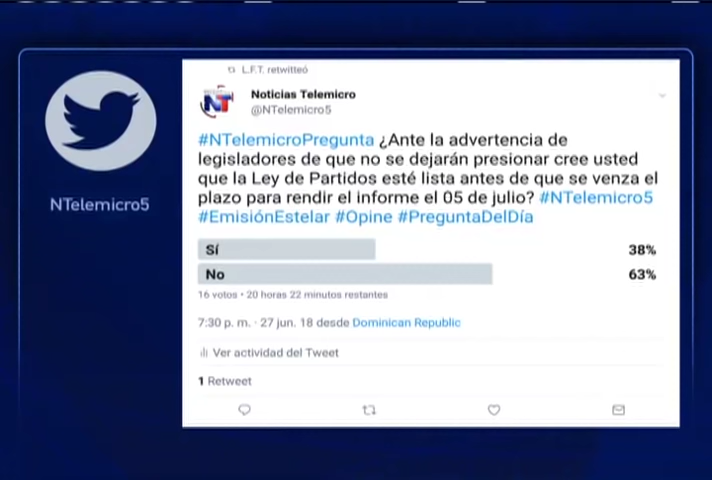 L.F.T. retwitteó
NT
Noticias Telemicro
@NTelemicro5
#NTelemicroPregunta ¿Ante la advertencia de
legisladores de que no se dejarán presionar cree usted
que la Ley de Partidos esté lista antes de que se venza el
plazo para rendir el informe el 05 de julio? #NTelemicro5
#EmisiónEstelar #Opine #PreguntaDelDía
Sí 38%
No 63%
16 votos • 20 horas 22 minutos restantes
7:30 p. m. · 27 jun. 18 desde Dominican Republic
Ver actividad del Tweet
1 Retweet
NTelemicro5